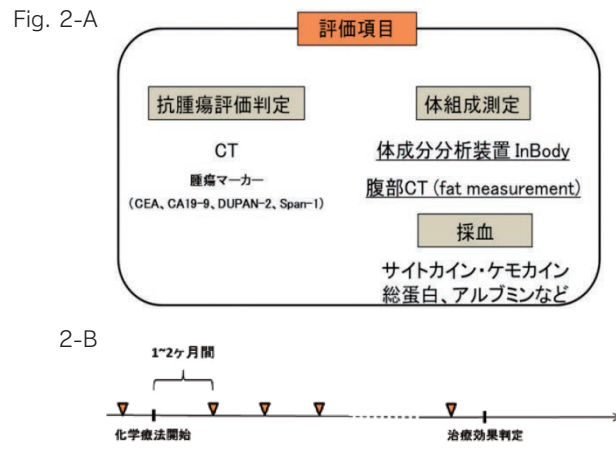 Fig. 2-A
評価項目
抗腫瘍評価判定
CT
腫瘍マーカー
(CEA、CA19-9、DUPAN-2、Span-1)
体組成測定
体成分分析装置 InBody
腹部CT (fat measurement)
採血
サイトカイン・ケモカイン
総蛋白、アルブミンなど
2-B
1~2ヶ月間
化学療法開始
治療効果判定